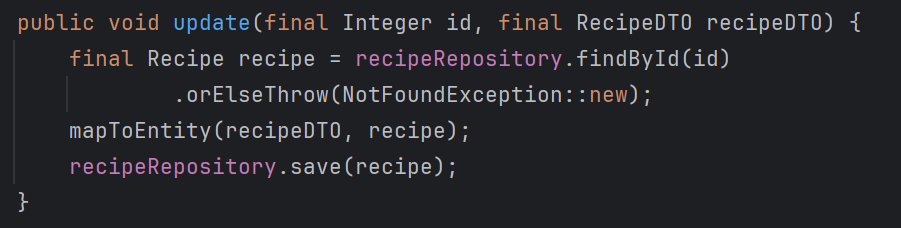 public void update(final Integer id, final RecipeDTO recipeDTO) {
    final Recipe recipe = recipeRepository.findById(id)
            .orElseThrow(NotFoundException::new);
    mapToEntity(recipeDTO, recipe);
    recipeRepository.save(recipe);
}